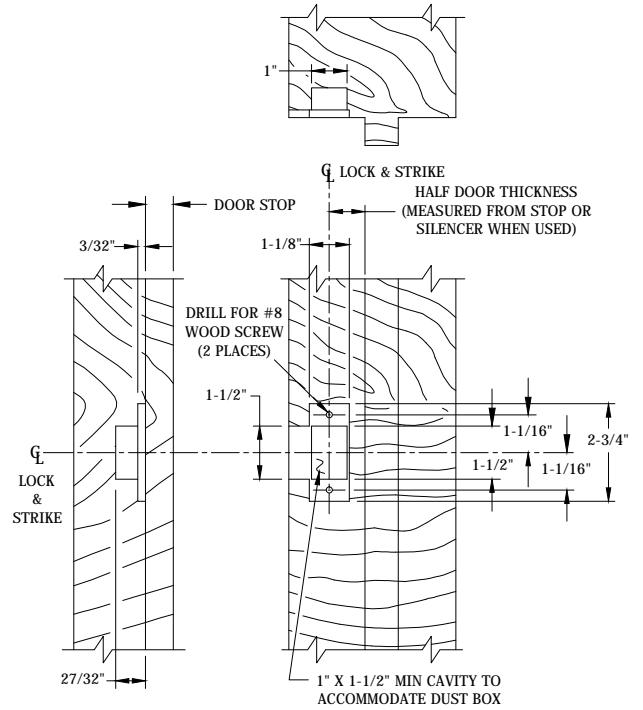 1"
℄ LOCK & STRIKE
HALF DOOR THICKNESS
(MEASURED FROM STOP OR
SILENCER WHEN USED)
DOOR STOP
3/32"
1-1/8"
DRILL FOR #8
WOOD SCREW
(2 PLACES)
1-1/2"
1-1/16"
2-3/4"
℄
LOCK
&
STRIKE
1-1/2"
1-1/16"
27/32"
1" X 1-1/2" MIN CAVITY TO
ACCOMMODATE DUST BOX